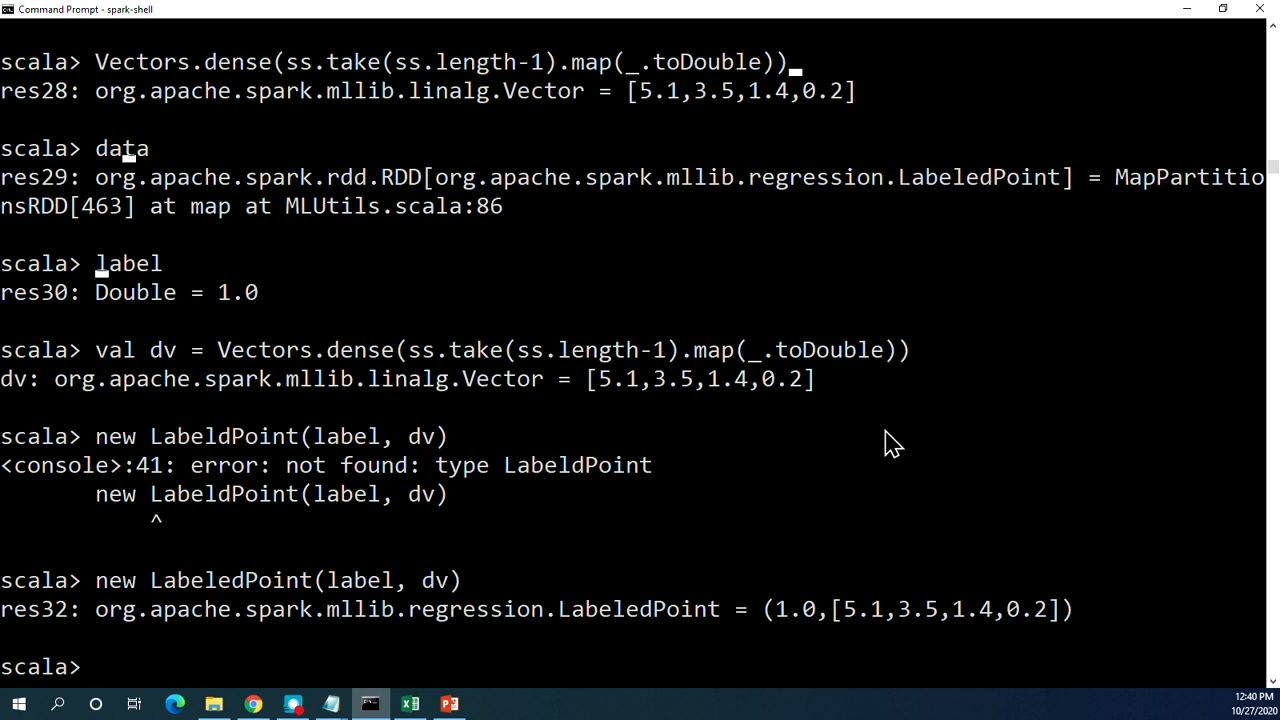 Command Prompt - spark-shell
scala> Vectors.dense(ss.take(ss.length-1).map(_.toDouble))
res28: org.apache.spark.mllib.linalg.Vector = [5.1,3.5,1.4,0.2]
scala> data
res29: org.apache.spark.rdd.RDD[org.apache.spark.mllib.regression.LabeledPoint] = MapPartitio
nsRDD[463] at map at MLUtils.scala:86
scala> label
res30: Double = 1.0
scala> val dv = Vectors.dense(ss.take(ss.length-1).map(_.toDouble))
dv: org.apache.spark.mllib.linalg.Vector = [5.1,3.5,1.4,0.2]
scala> new LabeldPoint(label, dv)
<console>:41: error: not found: type LabeldPoint
       new LabeldPoint(label, dv)
           ^
scala> new LabeledPoint(label, dv)
res32: org.apache.spark.mllib.regression.LabeledPoint = (1.0,[5.1,3.5,1.4,0.2])
scala>
12:40 PM
10/27/2020